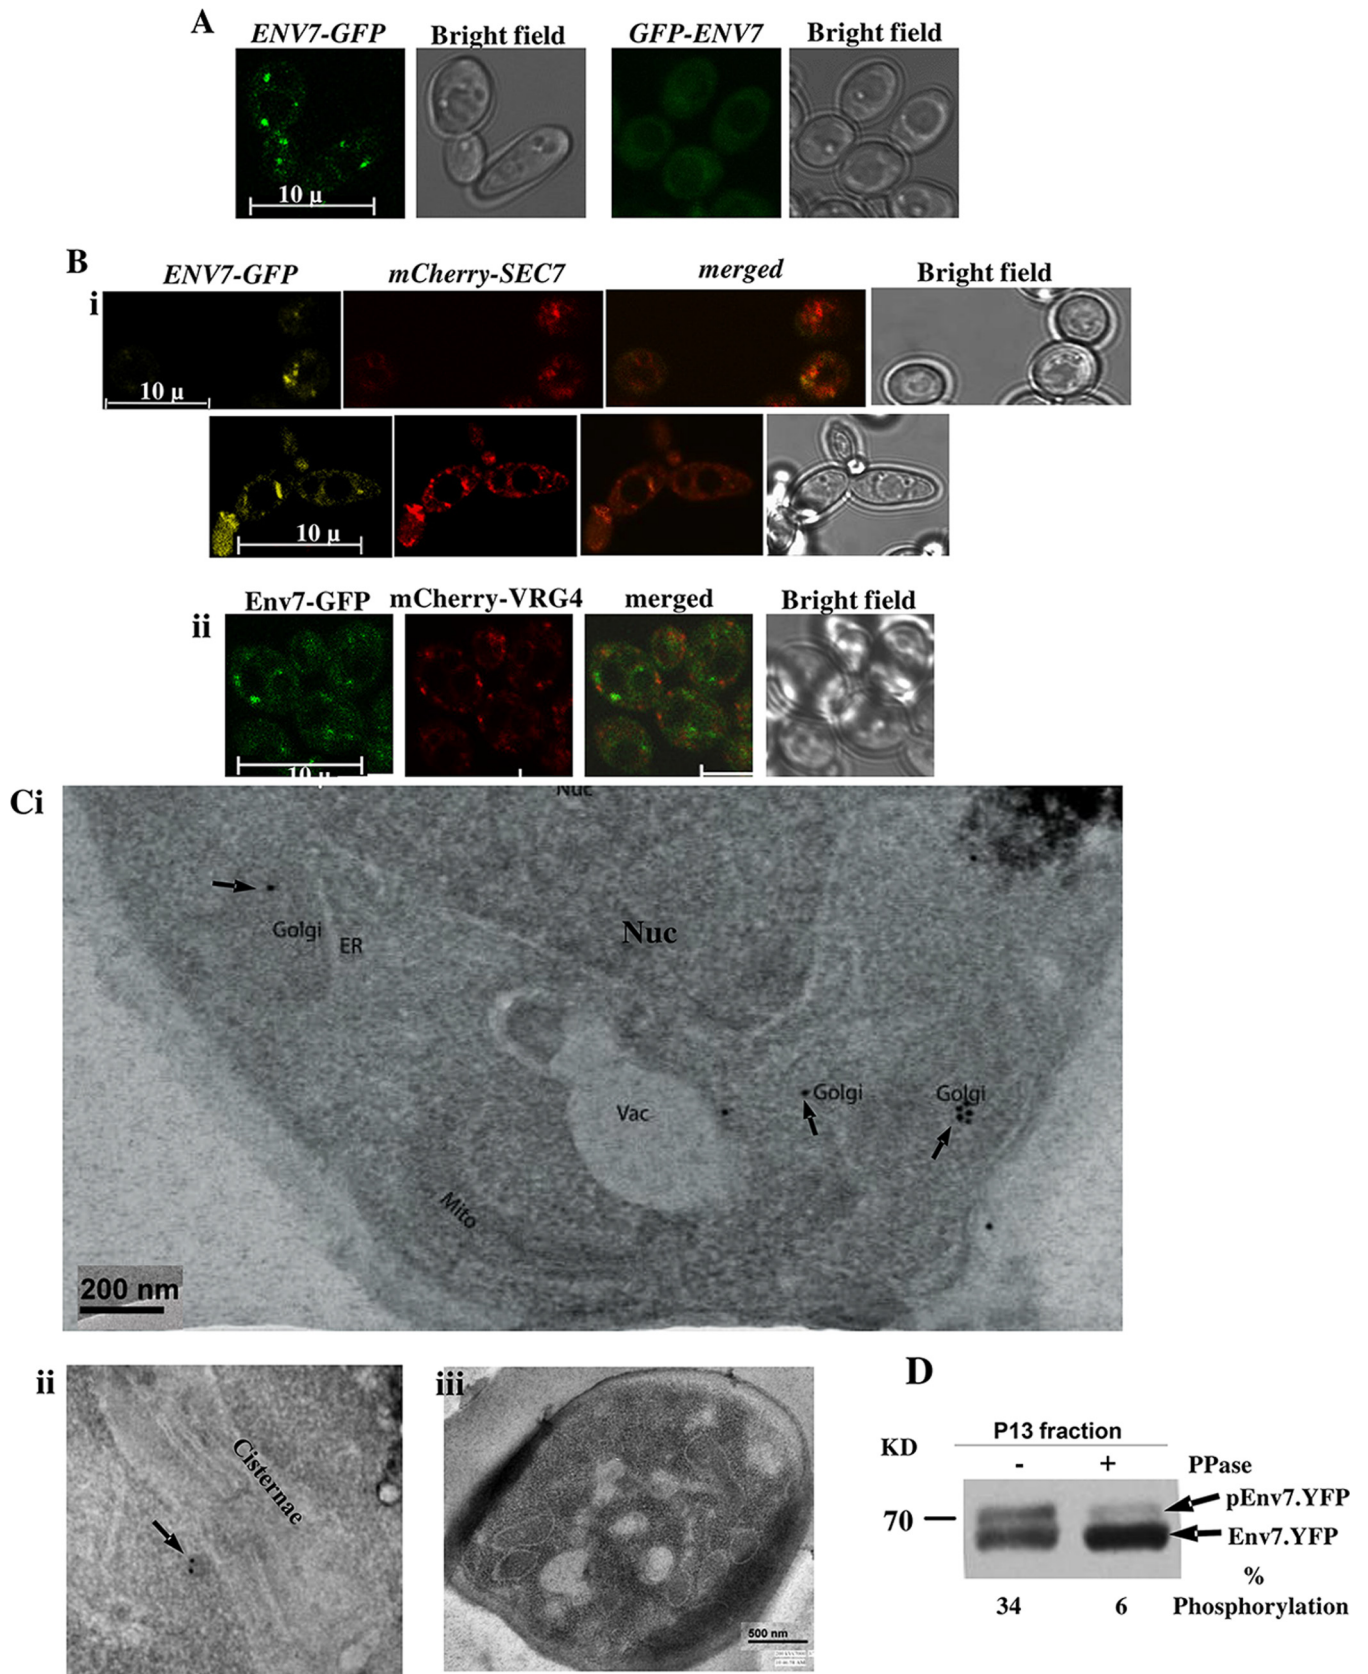 A
ENV7-GFP Bright field GFP-ENV7 Bright field
10 µ
B
ENV7-GFP mCherry-SEC7 merged Bright field
i
10 µ
10 µ
Env7-GFP mCherry-VRG4 merged Bright field
ii
10 µ
Ci
Nuc
Golgi
ER
Nuc
Golgi Golgi
Vac
Mito
200 nm
ii
Cisternae
iii
500 nm
D
P13 fraction
KD
- + PPase
pEnv7.YFP
70
Env7.YFP
%
34 6 Phosphorylation